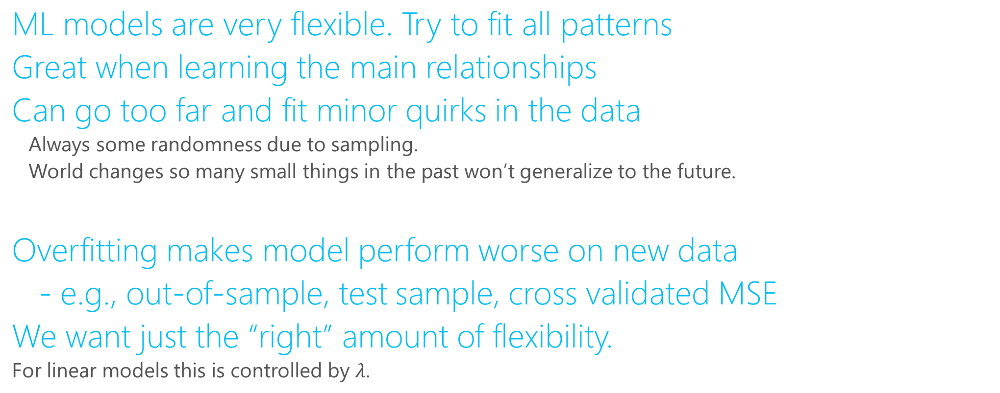 ML models are very flexible. Try to fit all patterns
Great when learning the main relationships
Can go too far and fit minor quirks in the data
Always some randomness due to sampling.
World changes so many small things in the past won’t generalize to the future.
Overfitting makes model perform worse on new data
- e.g., out-of-sample, test sample, cross validated MSE
We want just the “right” amount of flexibility.
For linear models this is controlled by λ.